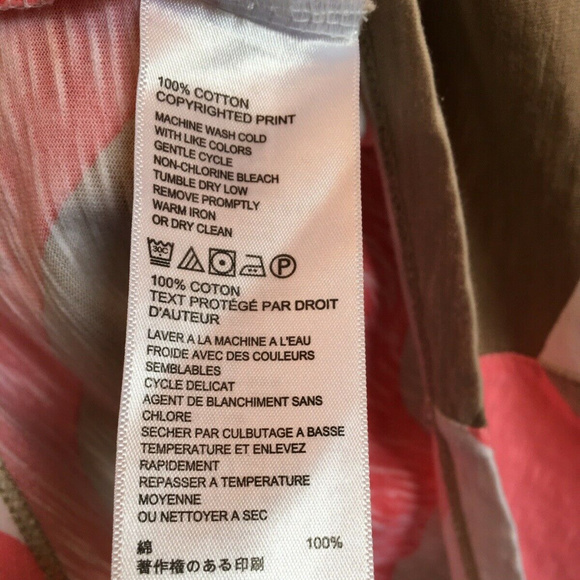 100% COTTON
COPYRIGHTED PRINT
MACHINE WASH COLD
WITH LIKE COLORS
GENTLE CYCLE
NON-CHLORINE BLEACH
TUMBLE DRY LOW
REMOVE PROMPTLY
WARM IRON
OR DRY CLEAN
30C P
100% COTON
TEXT PROTÉGÉ PAR DROIT
D'AUTEUR
LAVER A LA MACHINE A L'EAU
FROIDE AVEC DES COULEURS
SEMBLABLES
CYCLE DELICAT
AGENT DE BLANCHIMENT SANS
CHLORE
SECHER PAR CULBUTAGE A BASSE
TEMPERATURE ET ENLEVEZ
RAPIDEMENT
REPASSER A TEMPERATURE
MOYENNE
OU NETTOYER A SEC
綿 100%
著作権のある印刷